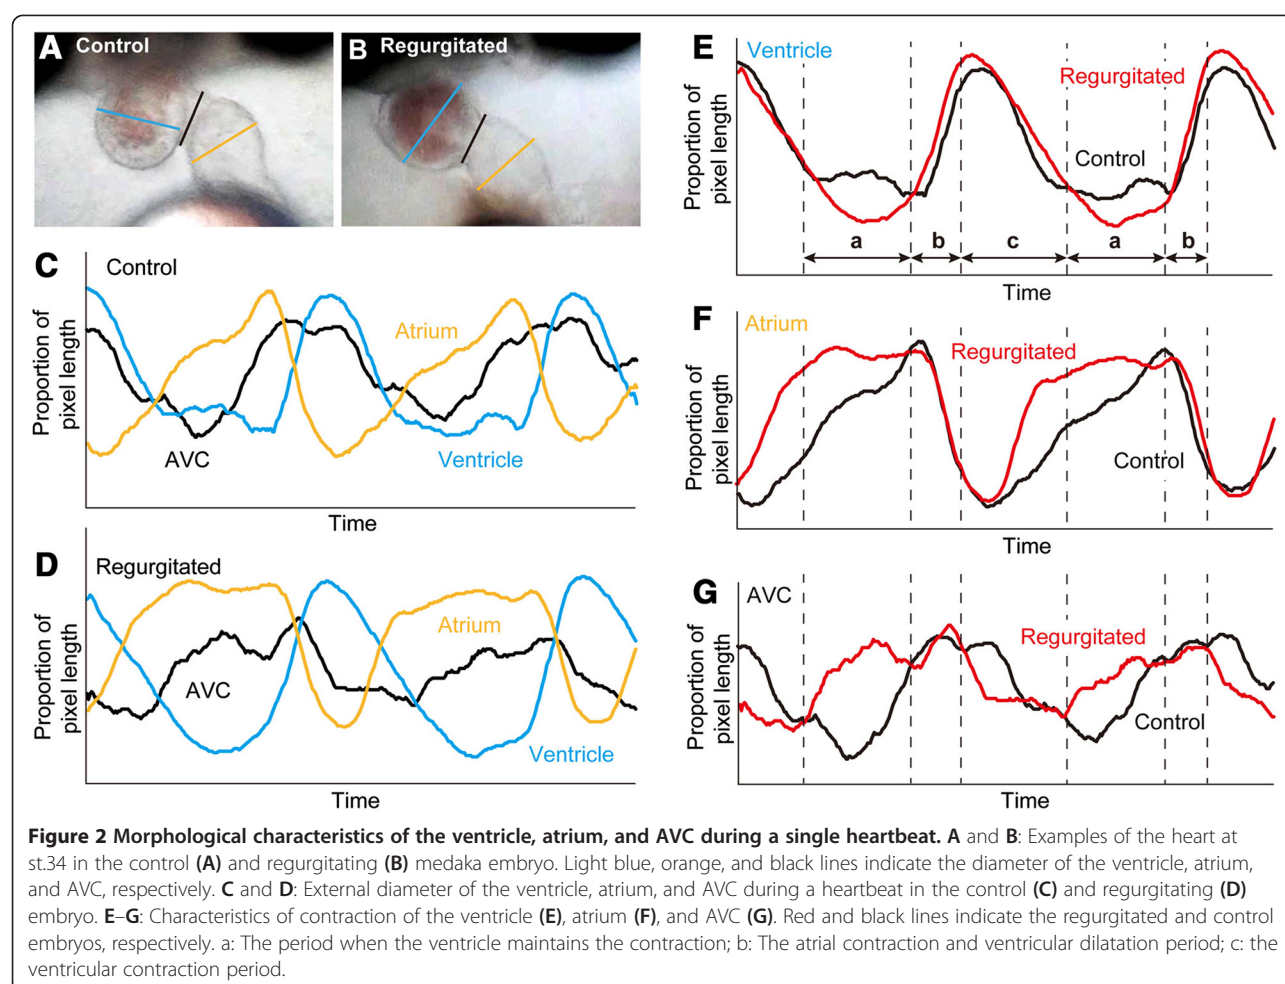 A Control
B Regurgitated
C
Control
Atrium
AVC
Ventricle
Proportion of
pixel length
Time
D
Regurgitated
Atrium
AVC
Ventricle
Proportion of
pixel length
Time
E
Ventricle
Regurgitated
Control
a b c a b
Proportion of
pixel length
Time
F
Atrium
Regurgitated
Control
Proportion of
pixel length
Time
G
AVC
Regurgitated
Control
Proportion of
pixel length
Time
Figure 2 Morphological characteristics of the ventricle, atrium, and AVC during a single heartbeat. A and B: Examples of the heart at
st.34 in the control (A) and regurgitating (B) medaka embryo. Light blue, orange, and black lines indicate the diameter of the ventricle, atrium,
and AVC, respectively. C and D: External diameter of the ventricle, atrium, and AVC during a heartbeat in the control (C) and regurgitating (D)
embryo. E–G: Characteristics of contraction of the ventricle (E), atrium (F), and AVC (G). Red and black lines indicate the regurgitated and control
embryos, respectively. a: The period when the ventricle maintains the contraction; b: The atrial contraction and ventricular dilatation period; c: the
ventricular contraction period.